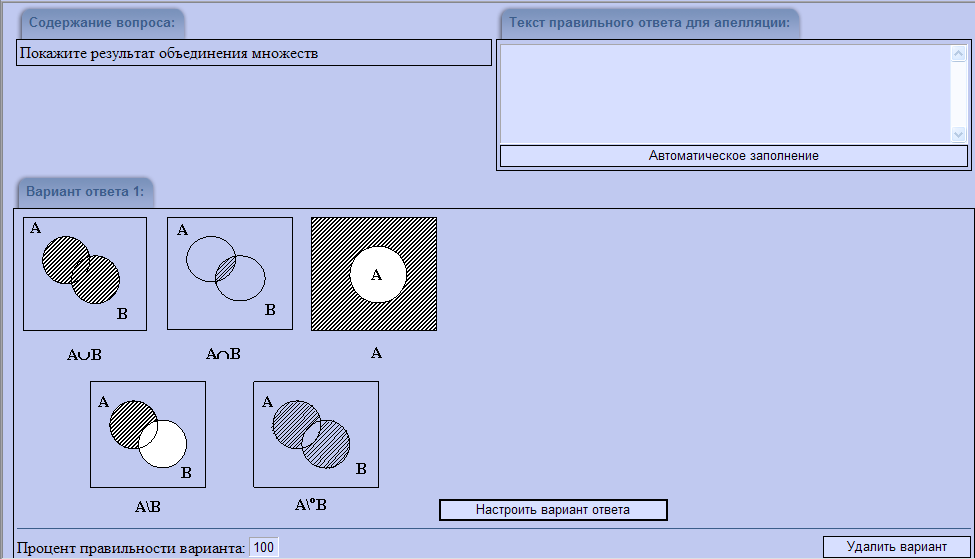 Содержание вопроса:
Текст правильного ответа для апелляции:
Покажите результат объединения множеств
Автоматическое заполнение
Вариант ответа 1:
A
B
A
B
A
A∪B
A∩B
A
A
B
A
B
A\B
A\°B
Настроить вариант ответа
Процент правильности варианта: 100
Удалить вариант